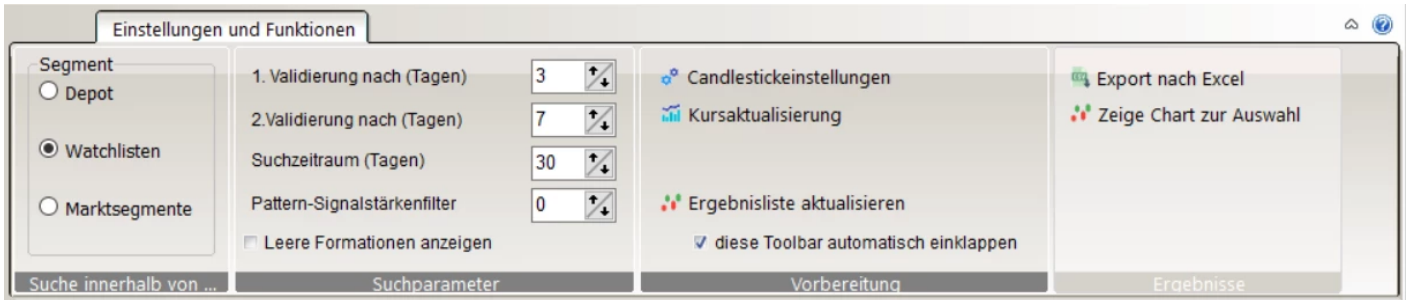 Einstellungen und Funktionen
Segment
Depot
Watchlisten
Marktsegmente
Suche innerhalb von ...
1. Validierung nach (Tagen)
3
2.Validierung nach (Tagen)
7
Suchzeitraum (Tagen)
30
Pattern-Signalstärkenfilter
0
Leere Formationen anzeigen
Suchparameter
Candlestickeinstellungen
Kursaktualisierung
Ergebnisliste aktualisieren
diese Toolbar automatisch einklappen
Vorbereitung
Export nach Excel
Zeige Chart zur Auswahl
Ergebnisse